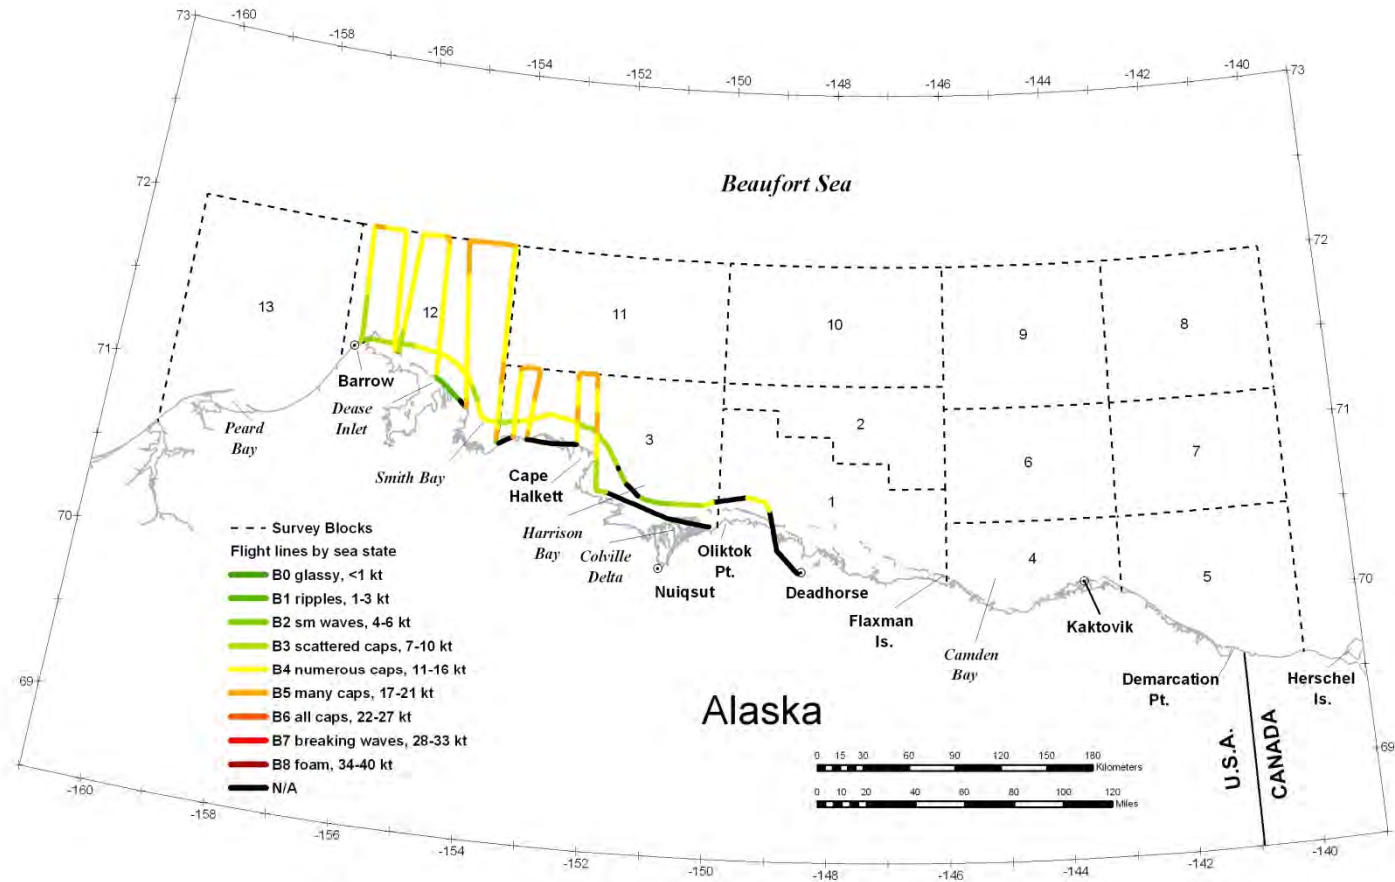 73
-160
-158
-156
-154
-152
-150
-148
-146
-144
-142
-140
73
72
Beaufort Sea
72
13
12
11
10
9
8
71
Barrow
Dease
Inlet
Peard
Bay
Smith Bay
Cape
Halkett
3
2
1
6
7
71
70
Harrison
Bay
Colville
Delta
Nuiqsut
Oliktok
Pt.
Deadhorse
Flaxman
Is.
Camden
Bay
4
Kaktovik
5
70
Demarcation
Pt.
Herschel
Is.
Survey Blocks
Flight lines by sea state
B0 glassy, <1 kt
B1 ripples, 1-3 kt
B2 sm waves, 4-6 kt
B3 scattered caps, 7-10 kt
B4 numerous caps, 11-16 kt
B5 many caps, 17-21 kt
B6 all caps, 22-27 kt
B7 breaking waves, 28-33 kt
B8 foam, 34-40 kt
N/A
69
Alaska
0 15 30 60 90 120 150 180
Kilometers
0 10 20 40 60 80 100 120
Miles
U.S.A.
CANADA
69
-160
-158
-156
-154
-152
-150
-148
-146
-144
-142
-140